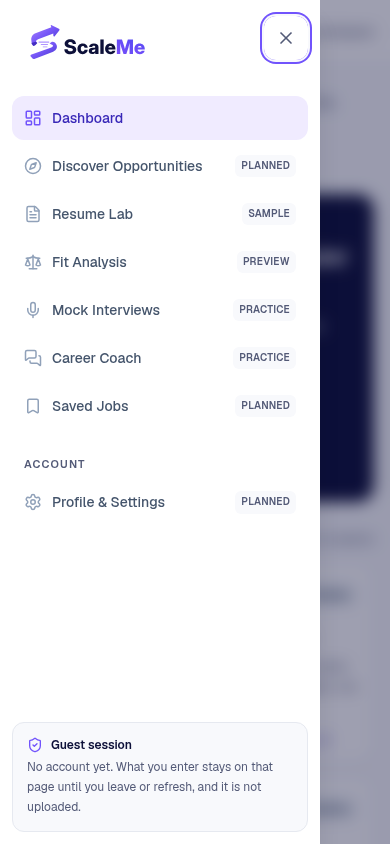 ScaleMe
Dashboard
Discover Opportunities PLANNED
Resume Lab SAMPLE
Fit Analysis PREVIEW
Mock Interviews PRACTICE
Career Coach PRACTICE
Saved Jobs PLANNED
ACCOUNT
Profile & Settings PLANNED
Guest session
No account yet. What you enter stays on that
page until you leave or refresh, and it is not
uploaded.